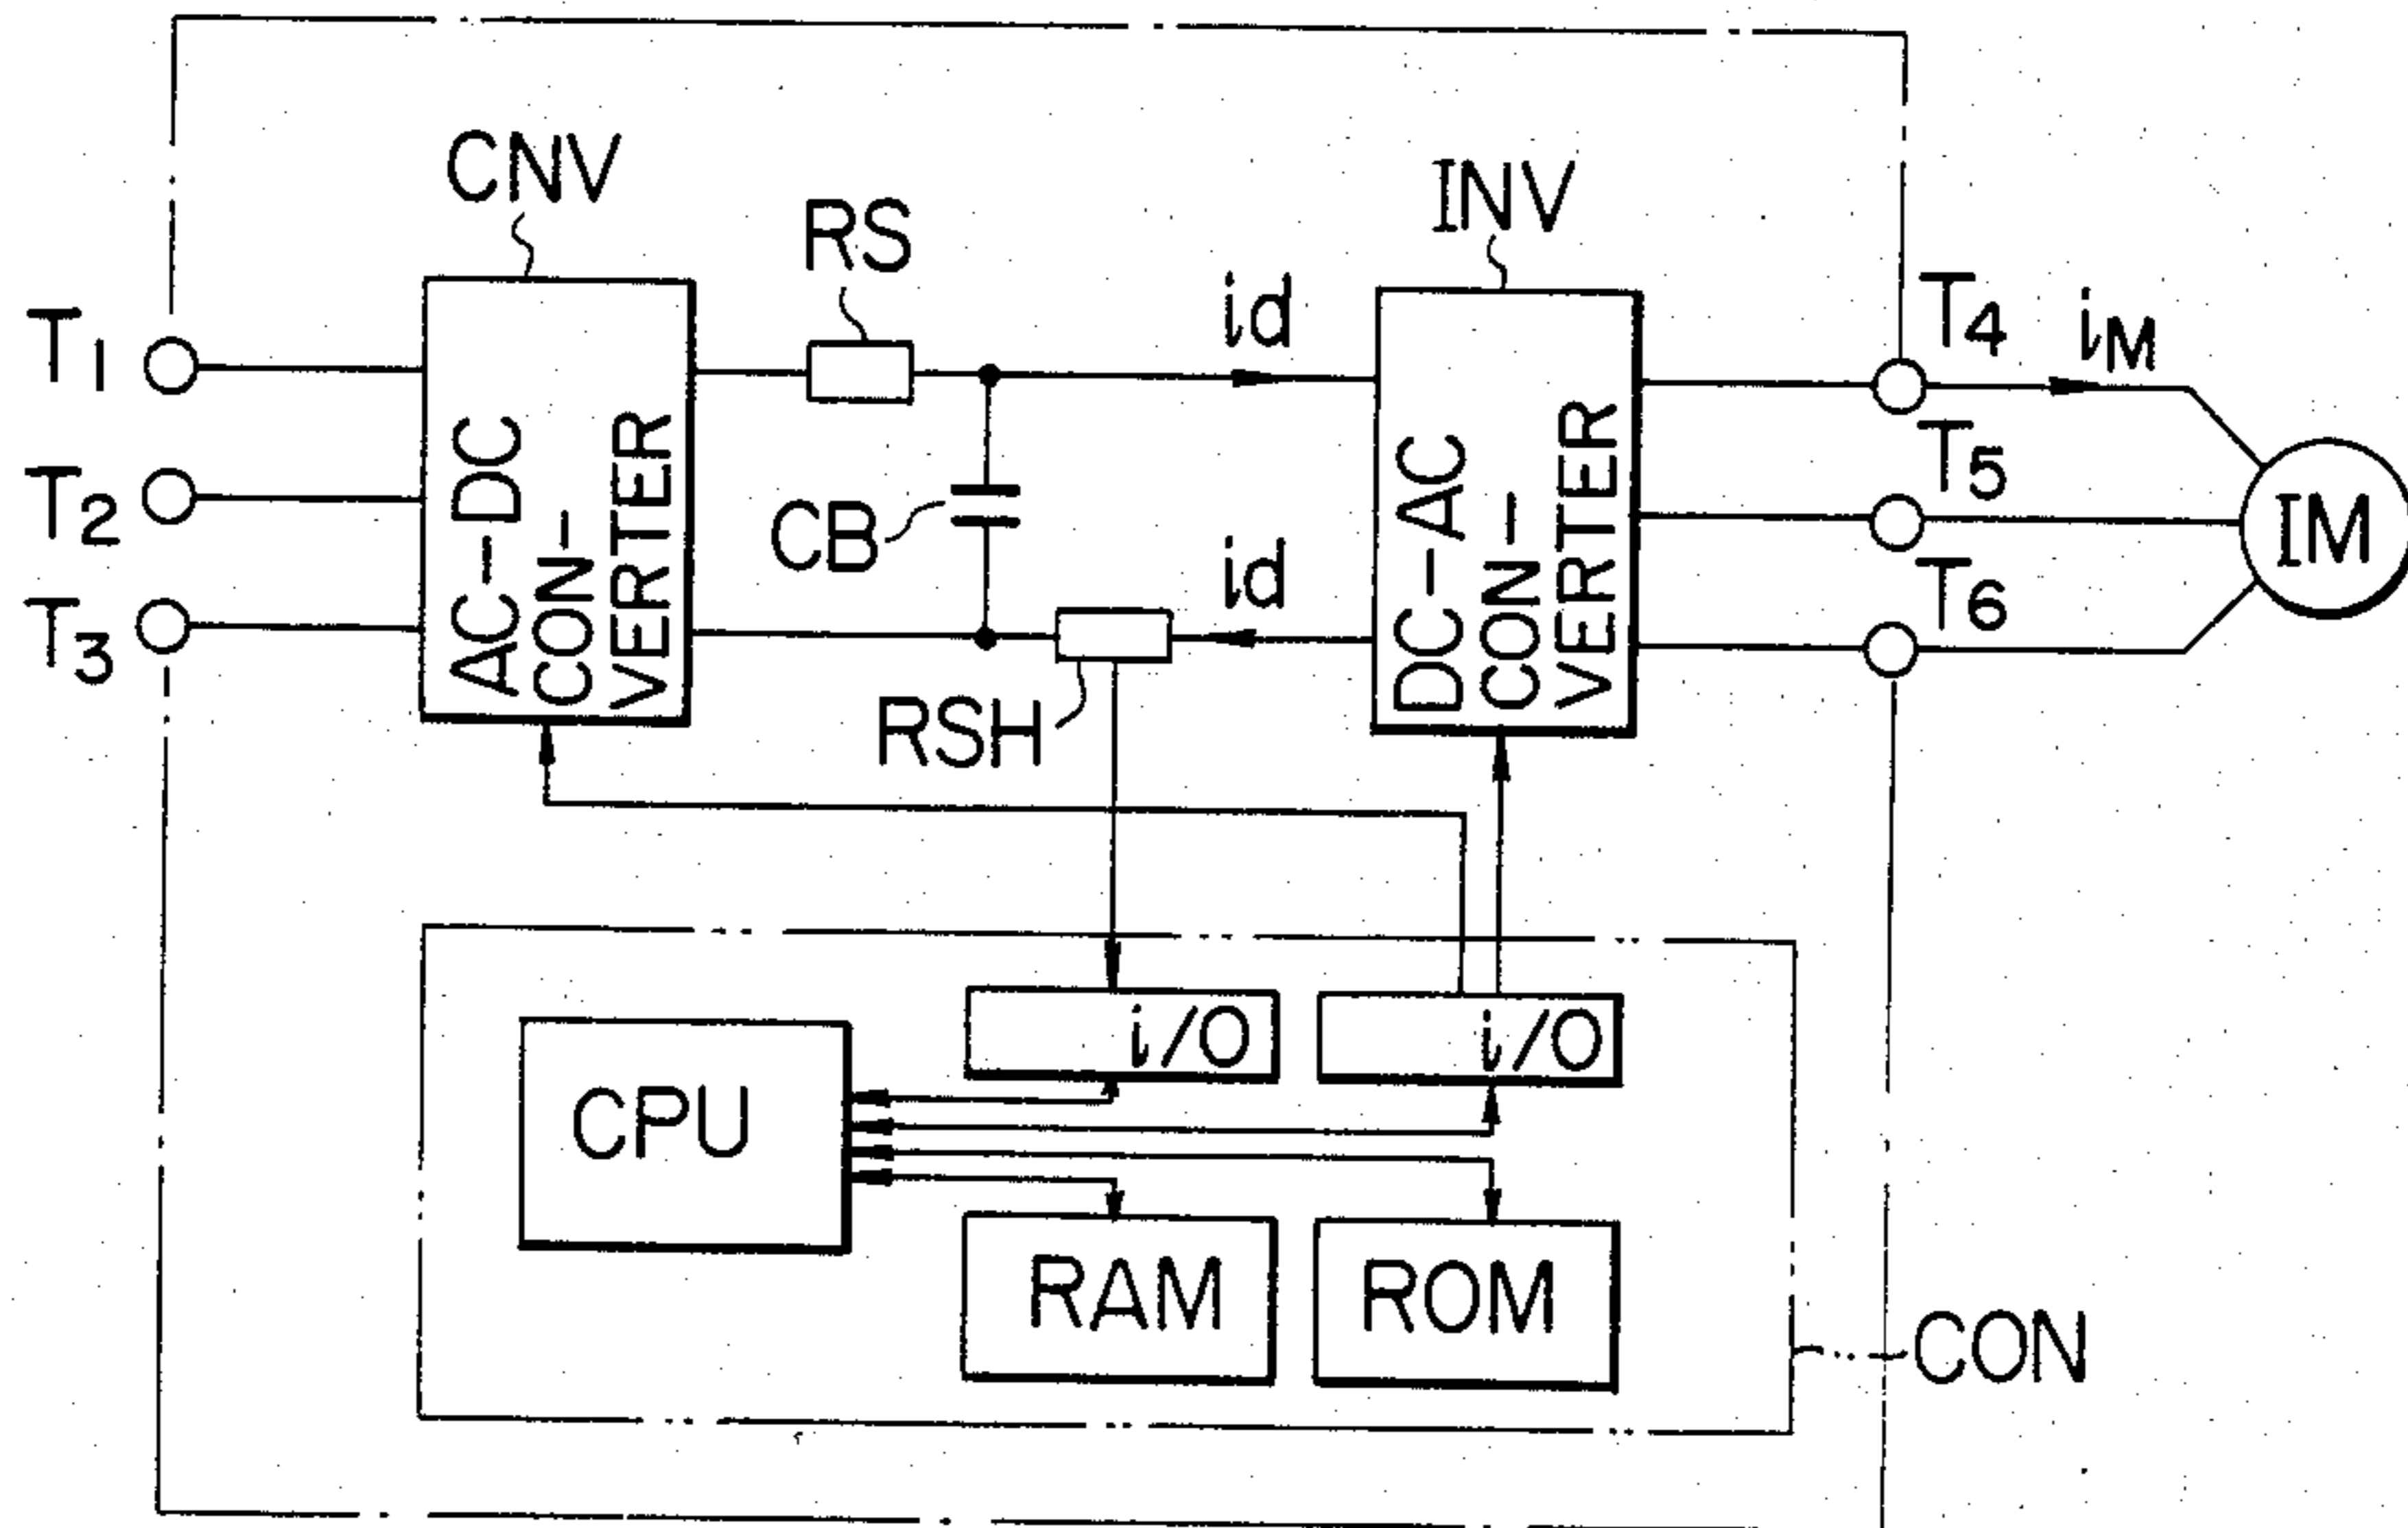 CNV
RS
INV
id
T1
T4
iM
AC-DC
CON-
VERTER
DC-AC
CON-
VERTER
T2
CB
T5
IM
id
T3
T6
RSH
i/O
i/O
CPU
RAM
ROM
CON